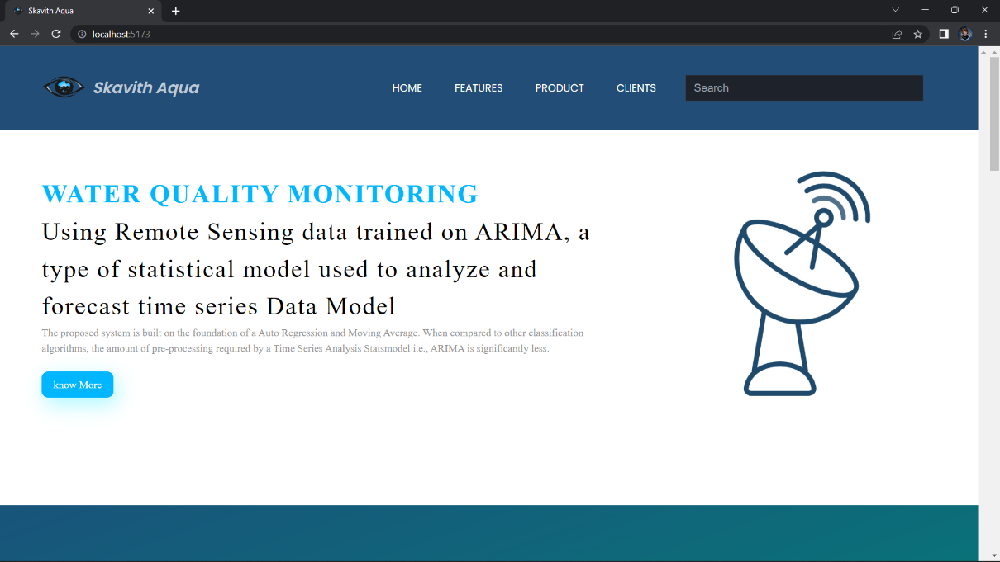 Skavith Aqua
localhost:5173
Skavith Aqua
HOME FEATURES PRODUCT CLIENTS Search
WATER QUALITY MONITORING
Using Remote Sensing data trained on ARIMA, a
type of statistical model used to analyze and
forecast time series Data Model
The proposed system is built on the foundation of a Auto Regression and Moving Average. When compared to other classification
algorithms, the amount of pre-processing required by a Time Series Analysis Statsmodel i.e., ARIMA is significantly less.
know More